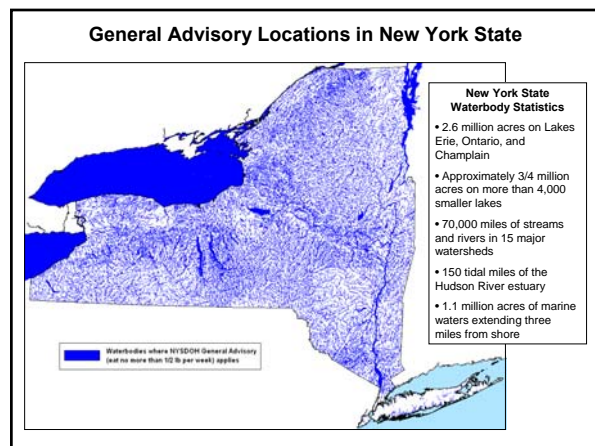 General Advisory Locations in New York State
New York State
Waterbody Statistics
• 2.6 million acres on Lakes
Erie, Ontario, and
Champlain
• Approximately 3/4 million
acres on more than 4,000
smaller lakes
• 70,000 miles of streams
and rivers in 15 major
watersheds
• 150 tidal miles of the
Hudson River estuary
• 1.1 million acres of marine
waters extending three
miles from shore
Waterbodies where NYSDOH General Advisory
(eat no more than 1/2 lb per week) applies